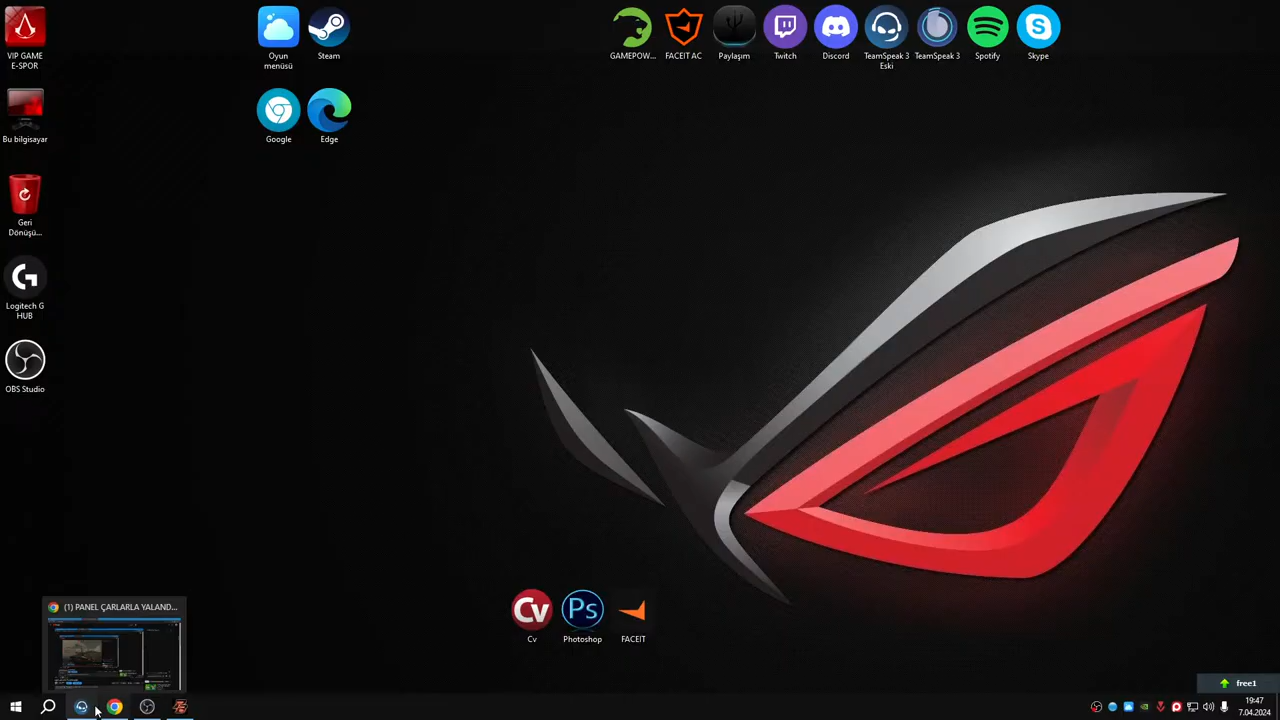 VIP GAME
E-SPOR
Oyun
menüsü
Steam
GAMEPOW...
FACEIT AC
Paylaşım
Twitch
Discord
TeamSpeak 3
Eski
TeamSpeak 3
Spotify
Skype
Bu bilgisayar
Google
Edge
Geri
Dönüşü...
Logitech G
HUB
OBS Studio
Cv
Ps
Cv
Photoshop
FACEIT
(1) PANEL ÇARLARLA YALAND...
free1
19:47
7.04.2024